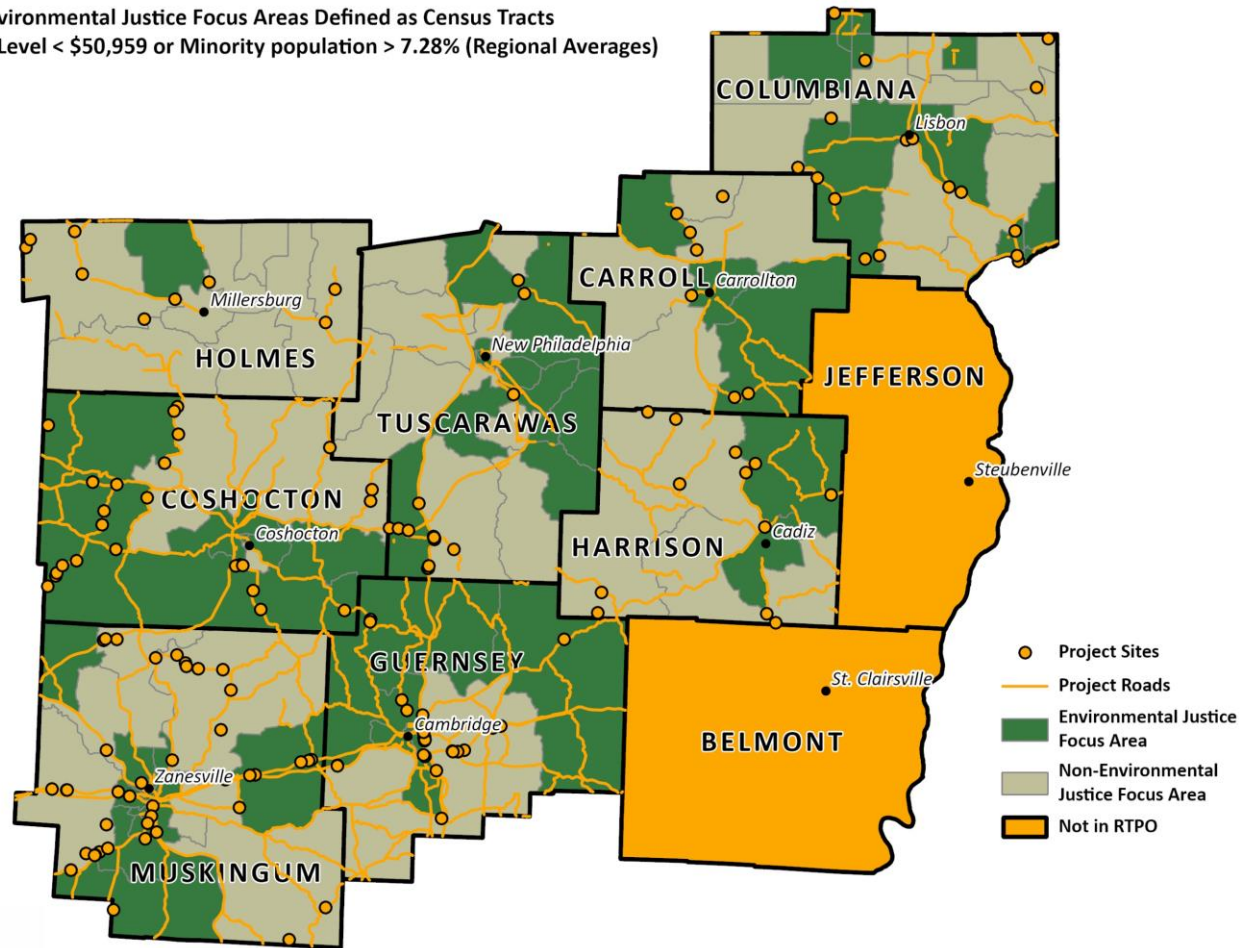 vironmental Justice Focus Areas Defined as Census Tracts
Level < $50,959 or Minority population > 7.28% (Regional Averages)
COLUMBIANA
Lisbon
CARROLL
Carrollton
Millersburg
HOLMES
New Philadelphia
TUSCARAWAS
JEFFERSON
Steubenville
COSHOCTON
Coshocton
HARRISON
Cadiz
GUERNSEY
Cambridge
St. Clairsville
BELMONT
Zanesville
MUSKINGUM
Project Sites
Project Roads
Environmental Justice
Focus Area
Non-Environmental
Justice Focus Area
Not in RTPO